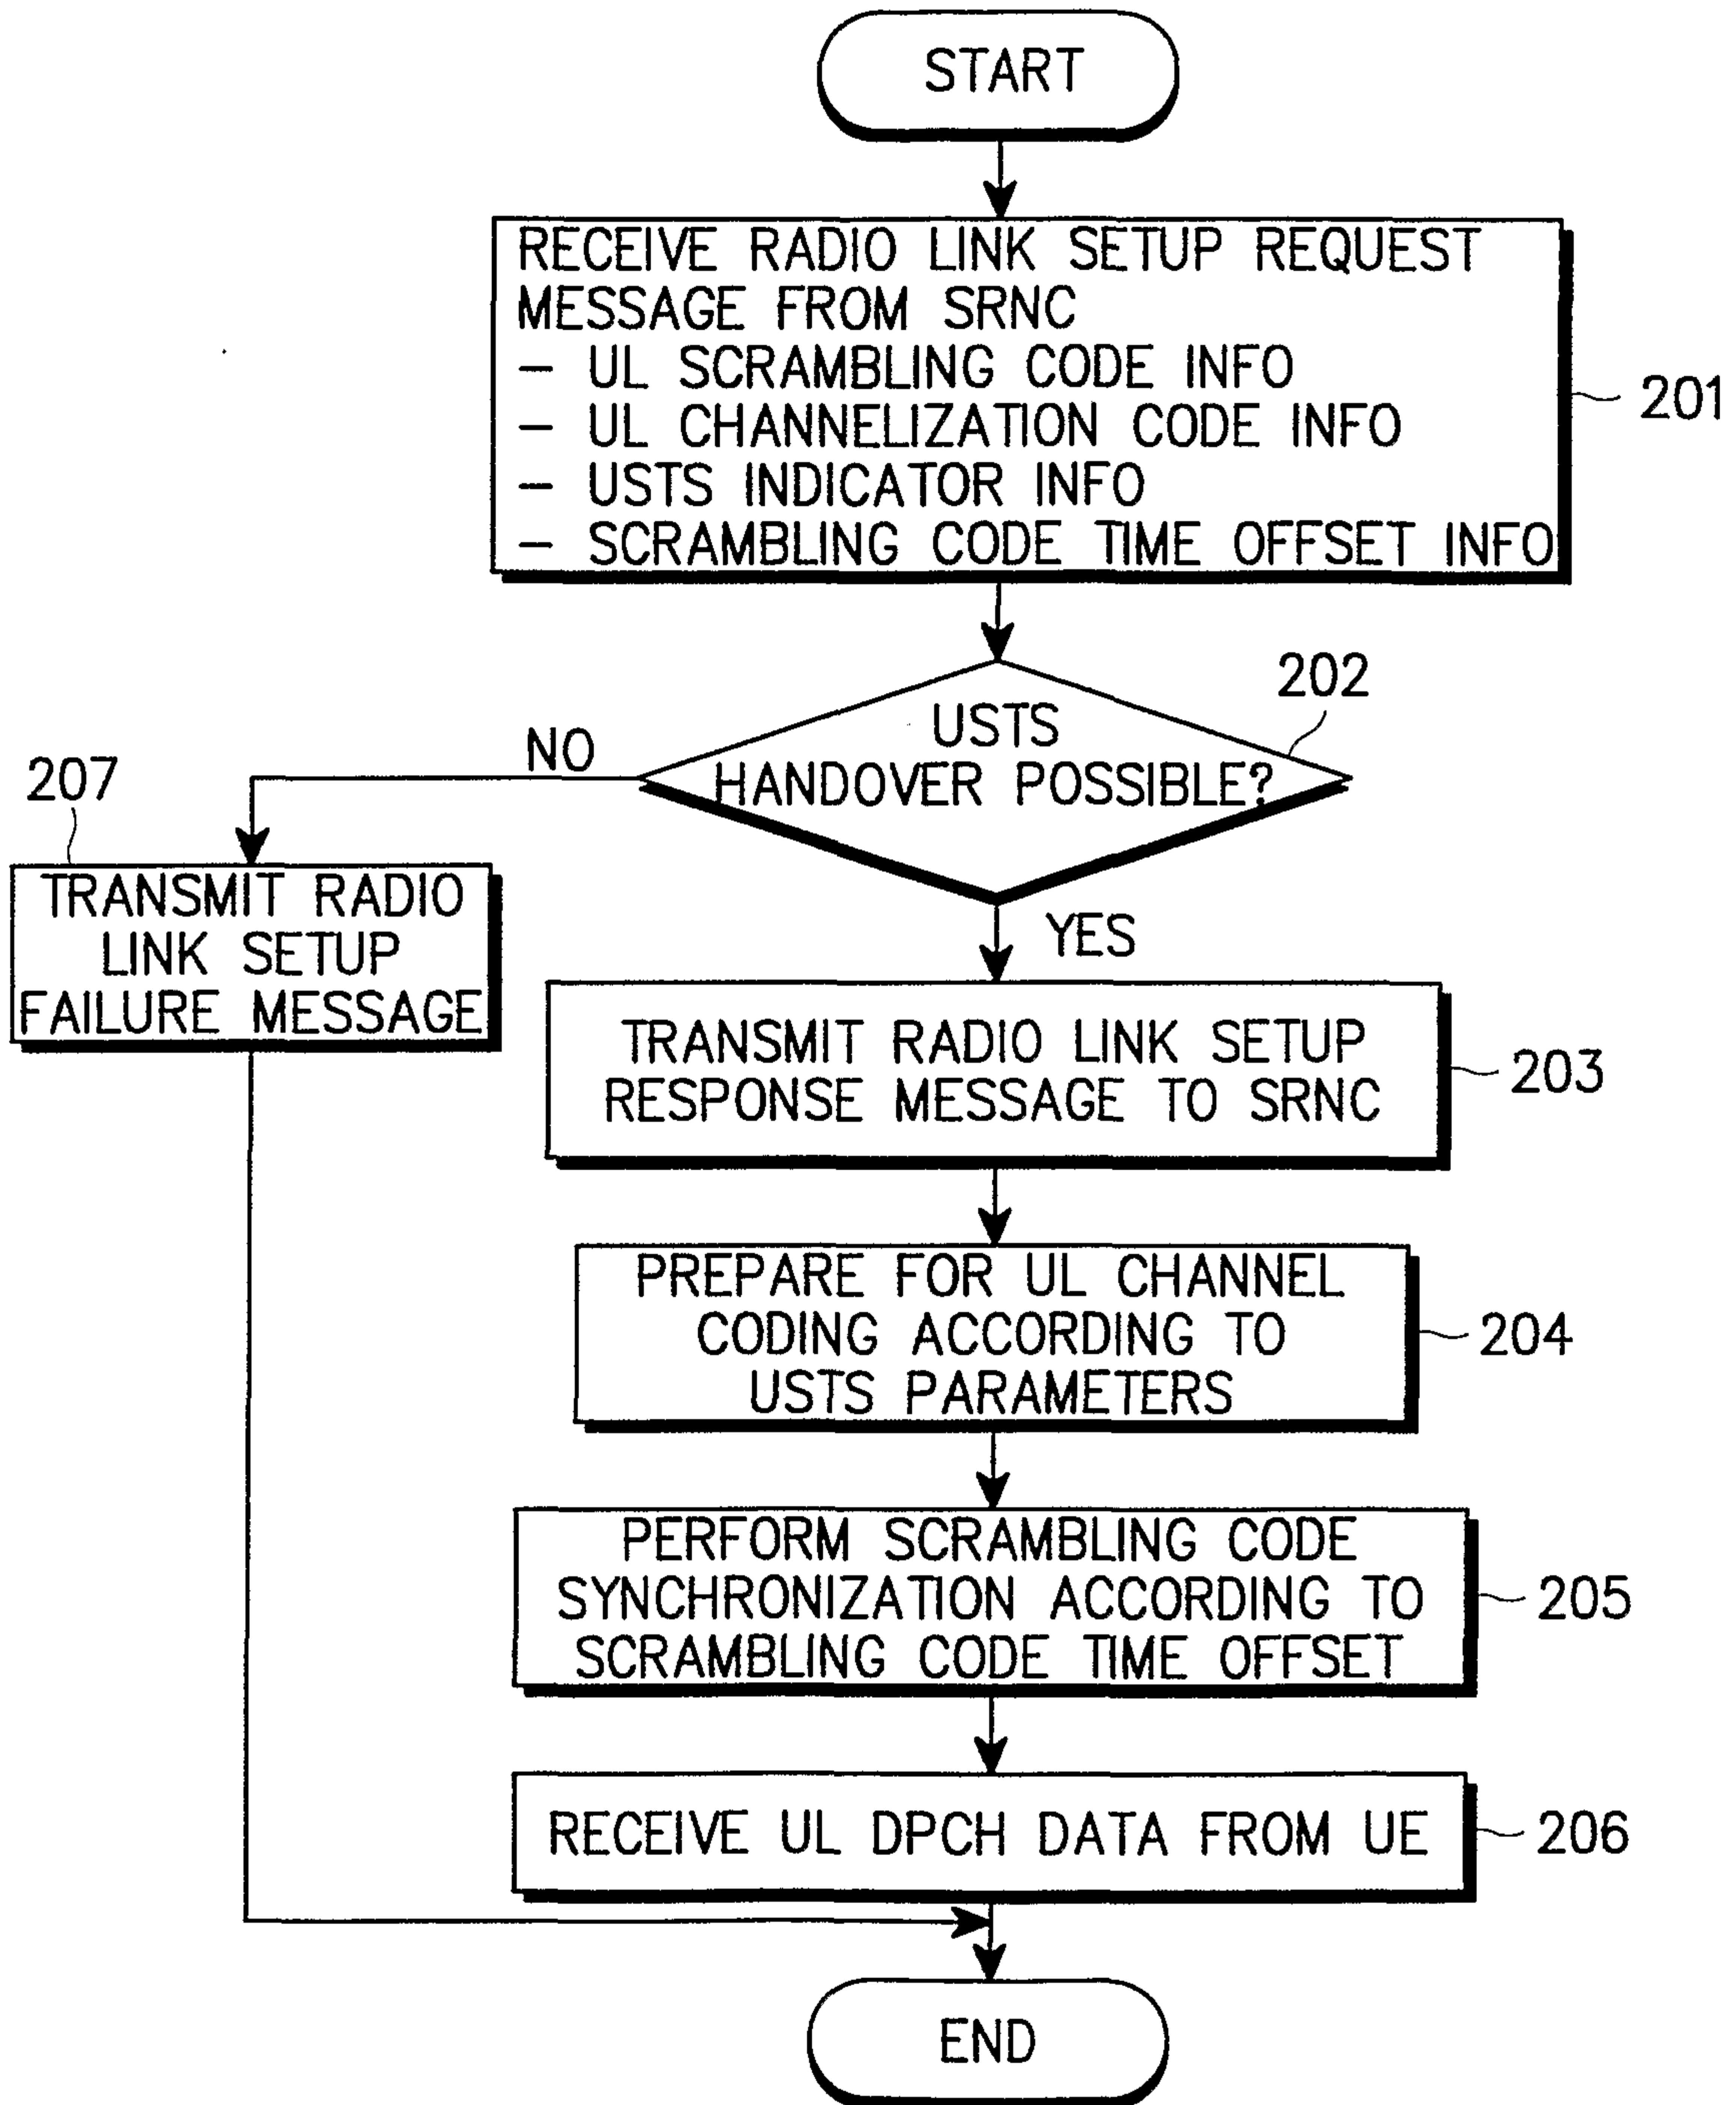 START
RECEIVE RADIO LINK SETUP REQUEST
MESSAGE FROM SRNC
- UL SCRAMBLING CODE INFO
- UL CHANNELIZATION CODE INFO
- USTS INDICATOR INFO
- SCRAMBLING CODE TIME OFFSET INFO
201
202
USTS
HANDOVER POSSIBLE?
NO
207
TRANSMIT RADIO
LINK SETUP
FAILURE MESSAGE
YES
TRANSMIT RADIO LINK SETUP
RESPONSE MESSAGE TO SRNC
203
PREPARE FOR UL CHANNEL
CODING ACCORDING TO
USTS PARAMETERS
204
PERFORM SCRAMBLING CODE
SYNCHRONIZATION ACCORDING TO
SCRAMBLING CODE TIME OFFSET
205
RECEIVE UL DPCH DATA FROM UE
206
END